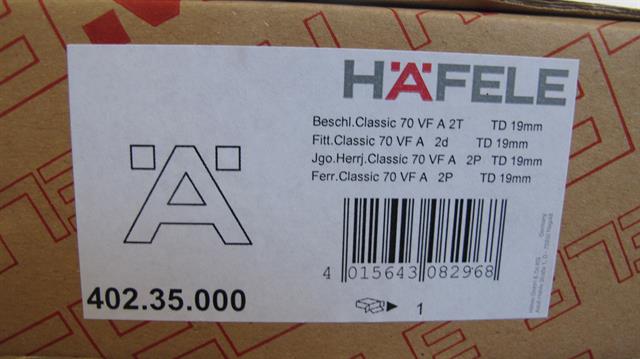 HÄFELE
Beschl.Classic 70 VF A 2T TD 19mm
Fitt.Classic 70 VF A 2d TD 19mm
Jgo.Herrj.Classic 70 VF A 2P TD 19mm
Ferr.Classic 70 VF A 2P TD 19mm
Ä
4 015643 082968
402.35.000
1